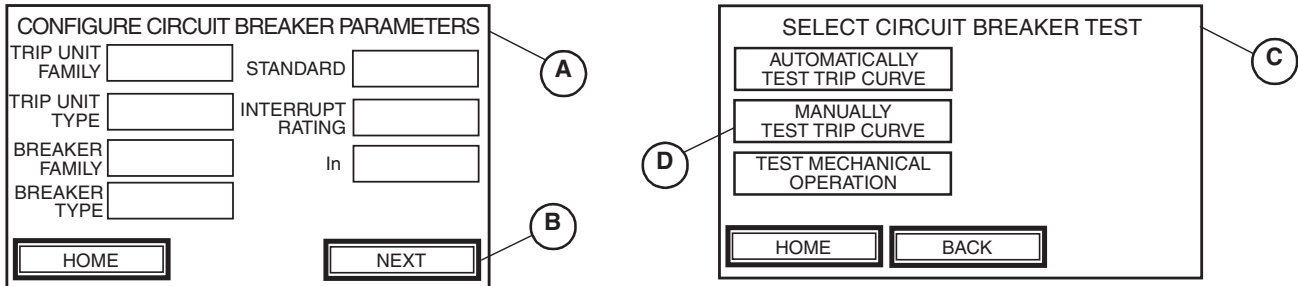 CONFIGURE CIRCUIT BREAKER PARAMETERS
TRIP UNIT
FAMILY
STANDARD
TRIP UNIT
TYPE
INTERRUPT
RATING
BREAKER
FAMILY
In
BREAKER
TYPE
HOME
NEXT
A
B
SELECT CIRCUIT BREAKER TEST
AUTOMATICALLY
TEST TRIP CURVE
MANUALLY
TEST TRIP CURVE
TEST MECHANICAL
OPERATION
HOME
BACK
C
D